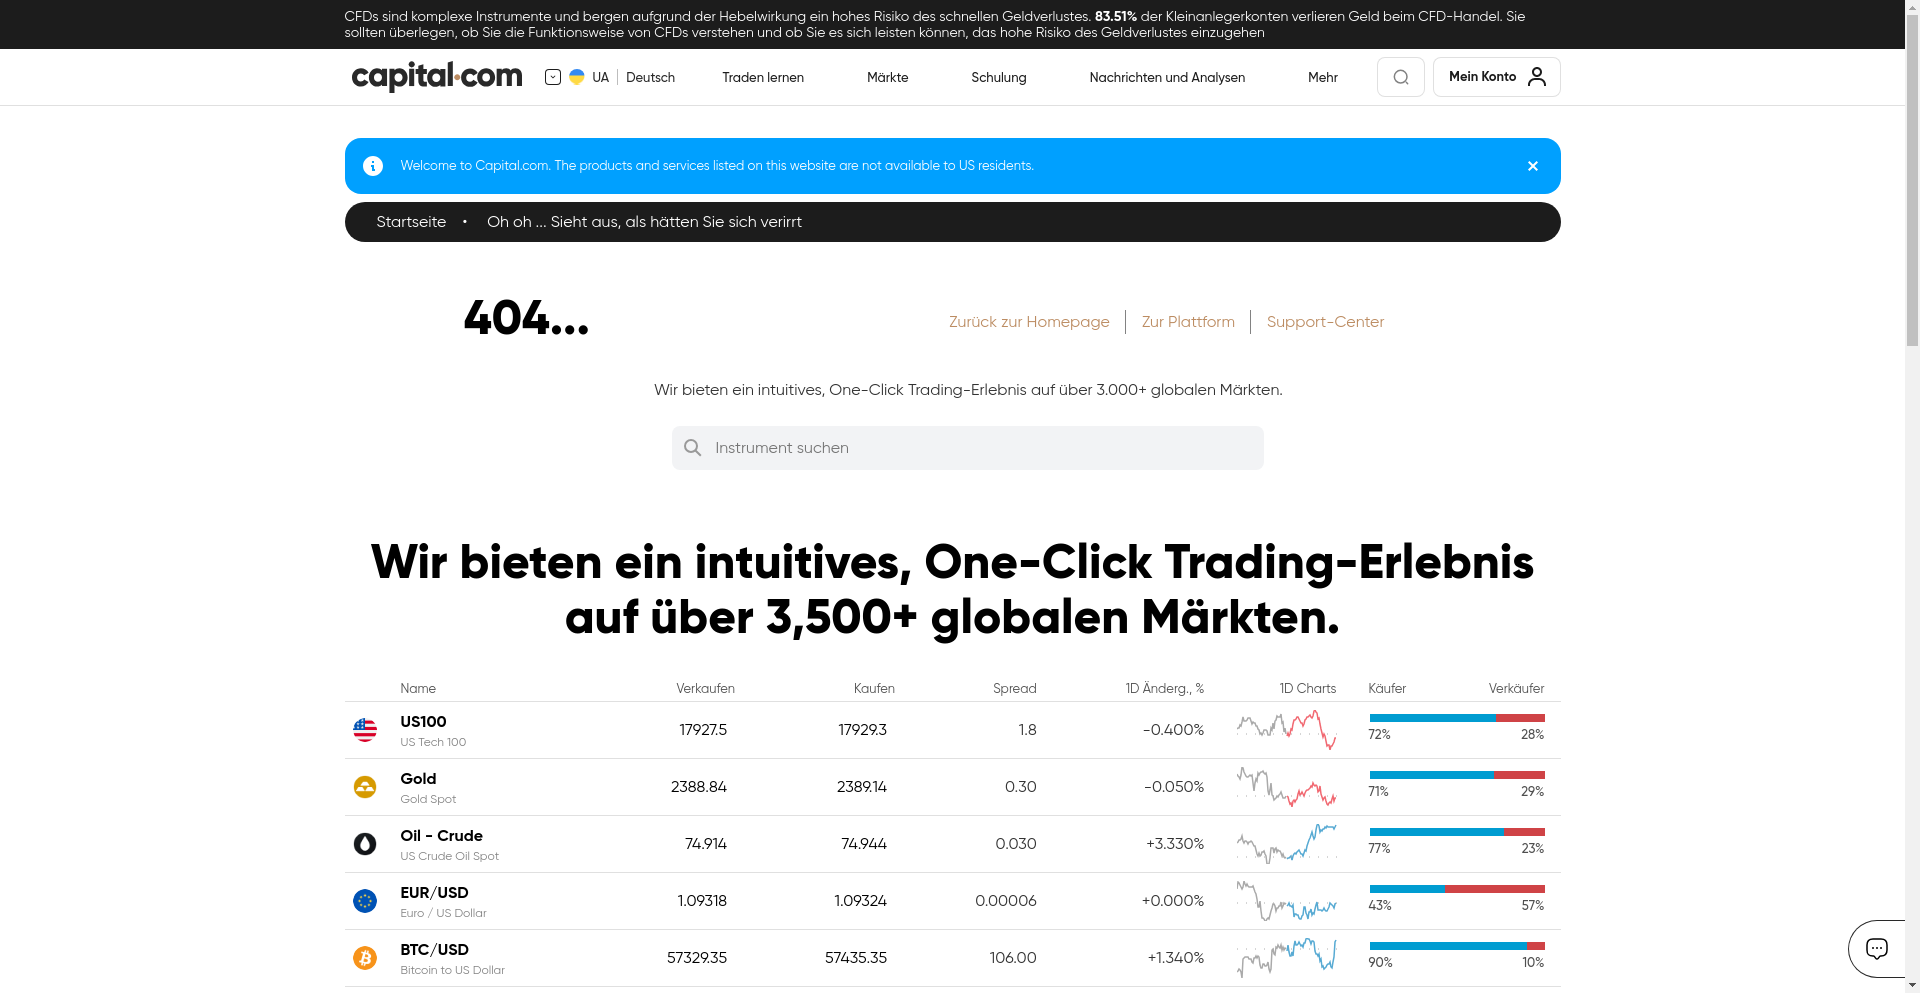 CFDs sind komplexe Instrumente und bergen aufgrund der Hebelwirkung ein hohes Risiko des schnellen Geldverlustes. 83.51% der Kleinanlegerkonten verlieren Geld beim CFD-Handel. Sie
sollten überlegen, ob Sie die Funktionsweise von CFDs verstehen und ob Sie es sich leisten können, das hohe Risiko des Geldverlustes einzugehen
capital.com UA Deutsch Traden lernen Märkte Schulung Nachrichten und Analysen Mehr Mein Konto
Welcome to Capital.com. The products and services listed on this website are not available to US residents.
Startseite • Oh oh ... Sieht aus, als hätten Sie sich verirrt
404... Zurück zur Homepage Zur Plattform Support-Center
Wir bieten ein intuitives, One-Click Trading-Erlebnis auf über 3.000+ globalen Märkten.
Instrument suchen
Wir bieten ein intuitives, One-Click Trading-Erlebnis
auf über 3,500+ globalen Märkten.
Name Verkaufen Kaufen Spread 1D Änderg., % 1D Charts Käufer Verkäufer
US100 17927.5 17929.3 1.8 -0.400% 72% 28%
US Tech 100
Gold 2388.84 2389.14 0.30 -0.050% 71% 29%
Gold Spot
Oil - Crude 74.914 74.944 0.030 +3.330% 77% 23%
US Crude Oil Spot
EUR/USD 1.09318 1.09324 0.00006 +0.000% 43% 57%
Euro / US Dollar
BTC/USD 57329.35 57435.35 106.00 +1.340% 90% 10%
Bitcoin to US Dollar